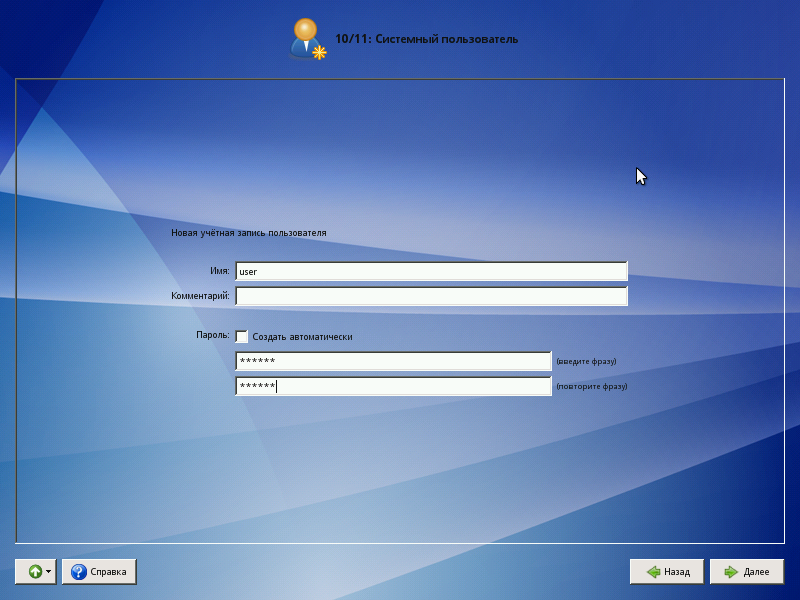 10/11: Системный пользователь
Новая учётная запись пользователя
Имя: user
Комментарий:
Пароль: Создать автоматически
****** (введите фразу)
****** (повторите фразу)
Справка Назад Далее